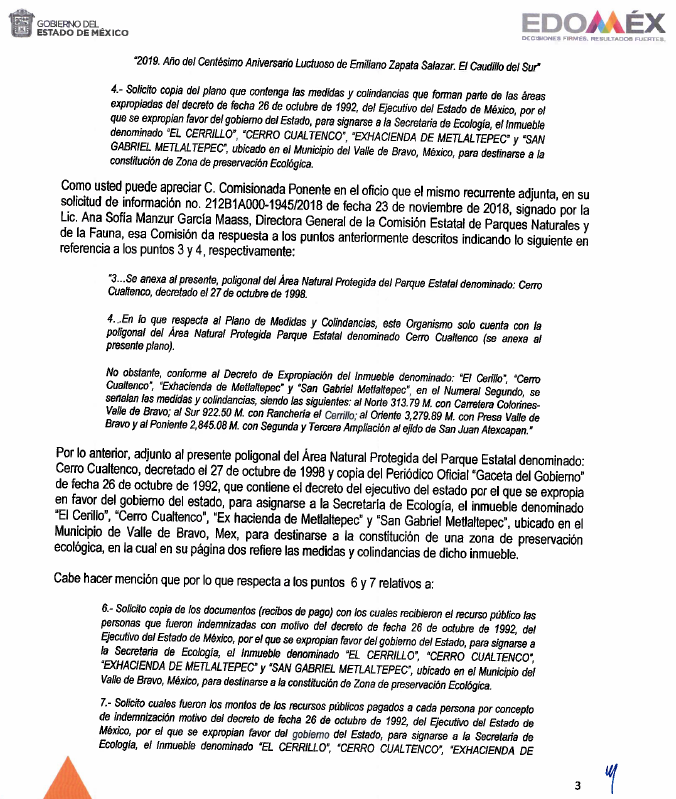 GOBIERNO DEL
ESTADO DE MÉXICO
EDOMÉX
DECISIONES FIRMES, RESULTADOS FUERTES.
"2019. Año del Centésimo Aniversario Luctuoso de Emiliano Zapata Salazar. El Caudillo del Sur"
4.- Solicito copia del plano que contenga las medidas y colindancias que forman parte de las áreas
expropiadas del decreto de fecha 26 de octubre de 1992, del Ejecutivo del Estado de México, por el
que se expropian favor del gobierno del Estado, para signarse a la Secretaria de Ecología, el Inmueble
denominado "EL CERRILLO", "CERRO CUALTENCO", "EXHACIENDA DE METLALTEPEC" y "SAN
GABRIEL METLALTEPEC", ubicado en el Municipio del Valle de Bravo, México, para destinarse a la
constitución de Zona de preservación Ecológica.
Como usted puede apreciar C. Comisionada Ponente en el oficio que el mismo recurrente adjunta, en su
solicitud de información no. 212B1A000-1945/2018 de fecha 23 de noviembre de 2018, signado por la
Lic. Ana Sofía Manzur García Maass, Directora General de la Comisión Estatal de Parques Naturales y
de la Fauna, esa Comisión da respuesta a los puntos anteriormente descritos indicando lo siguiente en
referencia a los puntos 3 y 4, respectivamente:
"3...Se anexa al presente, poligonal del Área Natural Protegida del Parque Estatal denominado: Cerro
Cualtenco, decretado el 27 de octubre de 1998.
4...En lo que respecta al Plano de Medidas y Colindancias, este Organismo solo cuenta con la
poligonal del Área Natural Protegida Parque Estatal denominado Cerro Cualtenco (se anexa al
presente plano).
No obstante, conforme al Decreto de Expropiación del Inmueble denominado: "El Cerillo", "Cerro
Cualtenco", "Exhacienda de Metlaltepec" y "San Gabriel Metlaltepec", en el Numeral Segundo, se
señalan las medidas y colindancias, siendo las siguientes: al Norte 313.79 M. con Carretera Colorines-
Valle de Bravo; al Sur 922.50 M. con Ranchería el Cerrillo; al Oriente 3,279.89 M. con Presa Valle de
Bravo y al Poniente 2,845.08 M. con Segunda y Tercera Ampliación al ejido de San Juan Atexcapan."
Por lo anterior, adjunto al presente poligonal del Área Natural Protegida del Parque Estatal denominado:
Cerro Cualtenco, decretado el 27 de octubre de 1998 y copia del Periódico Oficial "Gaceta del Gobierno"
de fecha 26 de octubre de 1992, que contiene el decreto del ejecutivo del estado por el que se expropia
en favor del gobierno del estado, para asignarse a la Secretaría de Ecología, el inmueble denominado
"El Cerillo", "Cerro Cualtenco", "Ex hacienda de Metlaltepec" y "San Gabriel Metlaltepec", ubicado en el
Municipio de Valle de Bravo, Mex, para destinarse a la constitución de una zona de preservación
ecológica, en la cual en su página dos refiere las medidas y colindancias de dicho inmueble.
Cabe hacer mención que por lo que respecta a los puntos 6 y 7 relativos a:
6.- Solicito copia de los documentos (recibos de pago) con los cuales recibieron el recurso público las
personas que fueron indemnizadas con motivo del decreto de fecha 26 de octubre de 1992, del
Ejecutivo del Estado de México, por el que se expropian favor del gobierno del Estado, para signarse a
la Secretaria de Ecología, el Inmueble denominado "EL CERRILLO", "CERRO CUALTENCO",
"EXHACIENDA DE METLALTEPEC" y "SAN GABRIEL METLALTEPEC", ubicado en el Municipio del
Valle de Bravo, México, para destinarse a la constitución de Zona de preservación Ecológica.
7.- Solicito cuales fueron los montos de los recursos públicos pagados a cada persona por concepto
de indemnización motivo del decreto de fecha 26 de octubre de 1992, del Ejecutivo del Estado de
México, por el que se expropian favor del gobierno del Estado, para signarse a la Secretaria de
Ecología, el Inmueble denominado "EL CERRILLO", "CERRO CUALTENCO", "EXHACIENDA DE
3